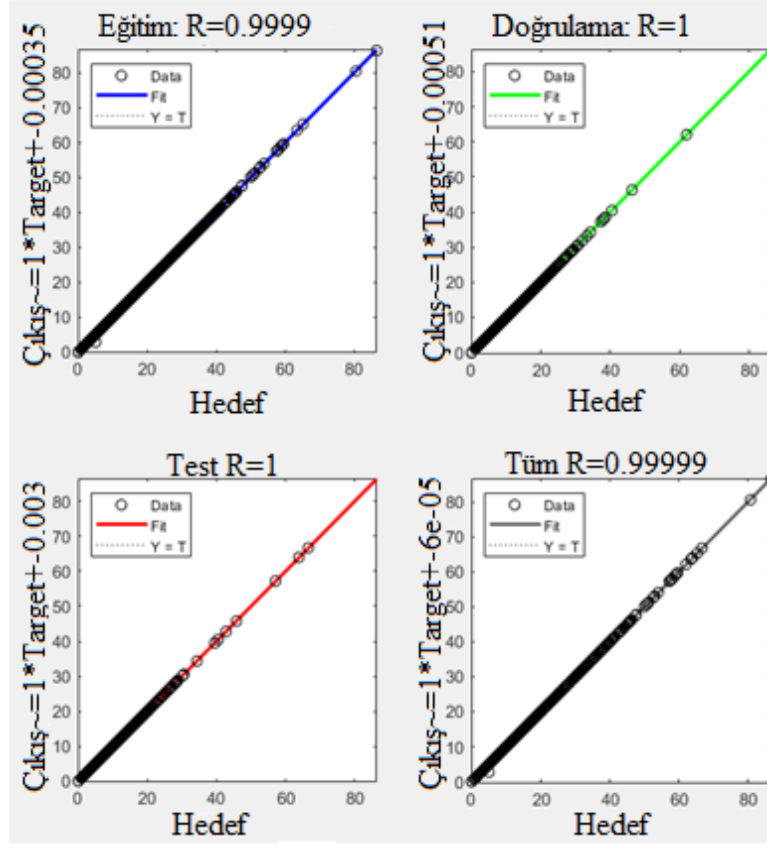 Eğitim: R=0.9999
Çıkış~=1*Target+-0.00035
Data
Fit
Y = T
80
70
60
50
40
30
20
10
0
0
20
40
60
80
Hedef
Doğrulama: R=1
Çıkış~=1*Target+-0.00051
Data
Fit
Y = T
80
70
60
50
40
30
20
10
0
0
20
40
60
80
Hedef
Test R=1
Çıkış~=1*Target+-0.003
Data
Fit
Y = T
80
70
60
50
40
30
20
10
0
0
20
40
60
80
Hedef
Tüm R=0.99999
Çıkış~=1*Target+-6e-05
Data
Fit
Y = T
80
70
60
50
40
30
20
10
0
0
20
40
60
80
Hedef